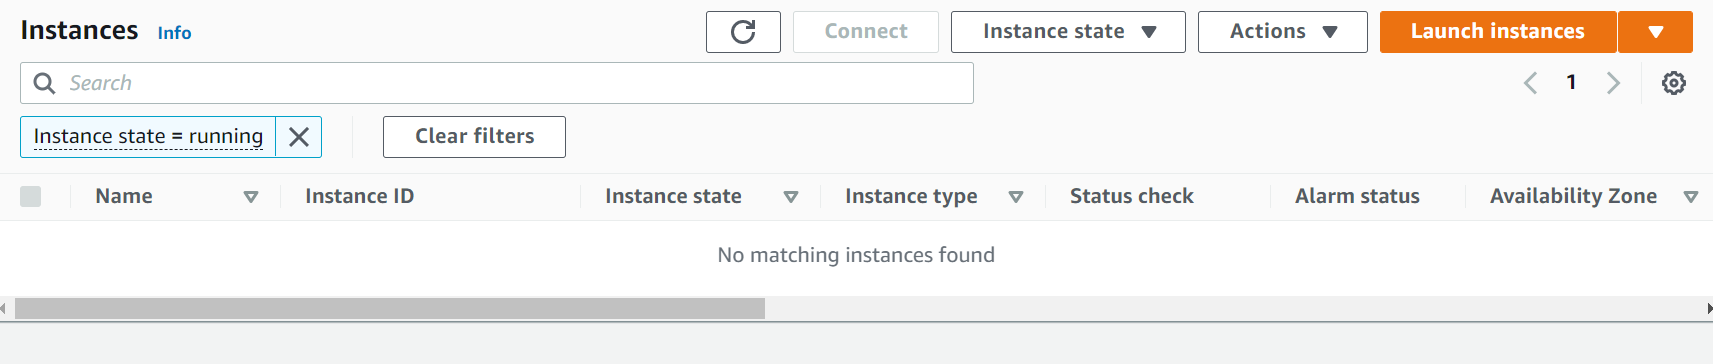 Instances Info Connect Instance state Actions Launch instances
Search 1
Instance state = running Clear filters
Name Instance ID Instance state Instance type Status check Alarm status Availability Zone
No matching instances found